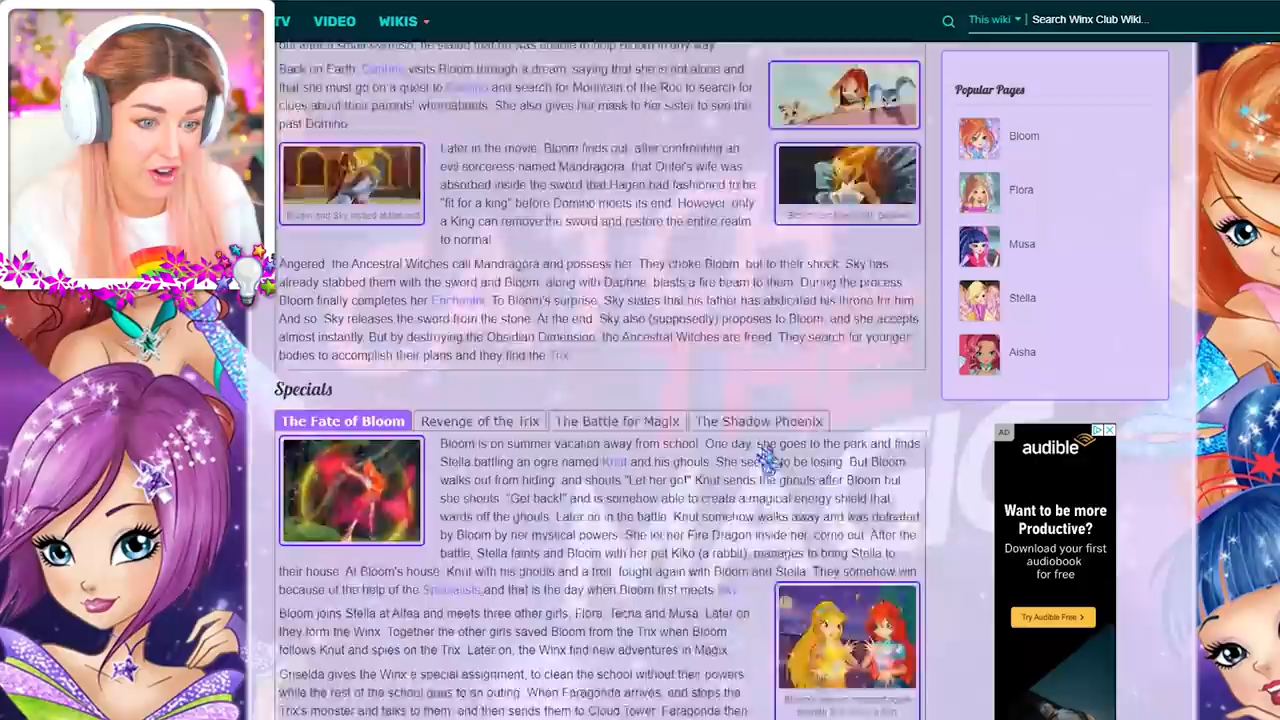 TV VIDEO WIKIS
This wiki Search Winx Club Wiki...
Back on Earth visits Bloom through a dream, saying that she is not alone and
that she must go on a quest to and search for Mountain of the Roc to search for
clues about their parents' whereabouts. She also gives her mask to her sister to see the
past Domino.
Later in the movie, Bloom finds out, after confronting an
evil sorceress named Mandragora, that Oritel's wife was
absorbed inside the sword that Hagen had fashioned to be
"fit for a king" before Domino meets its end. However, only
a King can remove the sword and restore the entire realm
to normal.
Angered, the Ancestral Witches call Mandragora and possess her. They choke Bloom, but to their shock, Sky has
already stabbed them with the sword and Bloom, along with Daphne, blasts a fire beam to them. During the process,
Bloom finally completes her To Bloom's surprise, Sky states that his father has abdicated his throne for him.
And so, Sky releases the sword from the stone. At the end, Sky also (supposedly) proposes to Bloom, and she accepts
almost instantly. But by destroying the Obsidian Dimension, the Ancestral Witches are freed. They search for younger
bodies to accomplish their plans and they find the Trix.
Specials
The Fate of Bloom Revenge of the Trix The Battle for Magix The Shadow Phoenix
Bloom is on summer vacation away from school. One day, she goes to the park and finds
Stella battling an ogre named Knut and his ghouls. She to be losing. But Bloom
walks out from hiding and shouts "Let her go!" Knut sends the ghouls after Bloom but
she shouts, "Get back!" and is somehow able to create a magical energy shield that
wards off the ghouls. Later on in the battle, Knut somehow walks away and was defeated
by Bloom by her mystical powers. She let her Fire Dragon inside her, come out. After the
battle, Stella faints and Bloom with her pet Kiko (a rabbit), manages to bring Stella to
their house. At Bloom's house, Knut with his ghouls and a troll fought again with Bloom and Stella. They somehow win
because of the help of the Specialists and that is the day when Bloom first meets
Bloom joins Stella at Alfea and meets three other girls, Flora, Tecna and Musa. Later on
they form the Winx. Together the other girls saved Bloom from the Trix when Bloom
follows Knut and spies on the Trix. Later on, the Winx find new adventures in Magix.
Griselda gives the Winx a special assignment, to clean the school without their powers
while the rest of the school goes to an outing. When Faragonda arrives, and stops the
Trix's monster and talks to them, and then sends them to Cloud Tower. Faragonda then
Popular Pages
Bloom
Flora
Musa
Stella
Aisha
AD
audible
Want to be more
Productive?
Download your first
audiobook
for free
Try Audible Free >